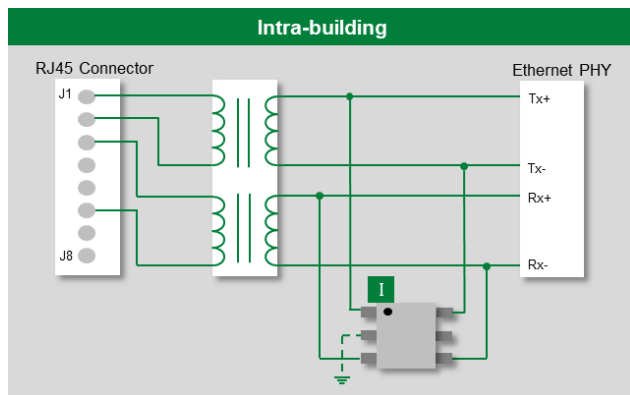 Intra-building
RJ45 Connector
Ethernet PHY
J1
Tx+
Tx-
Rx+
J8
Rx-
I